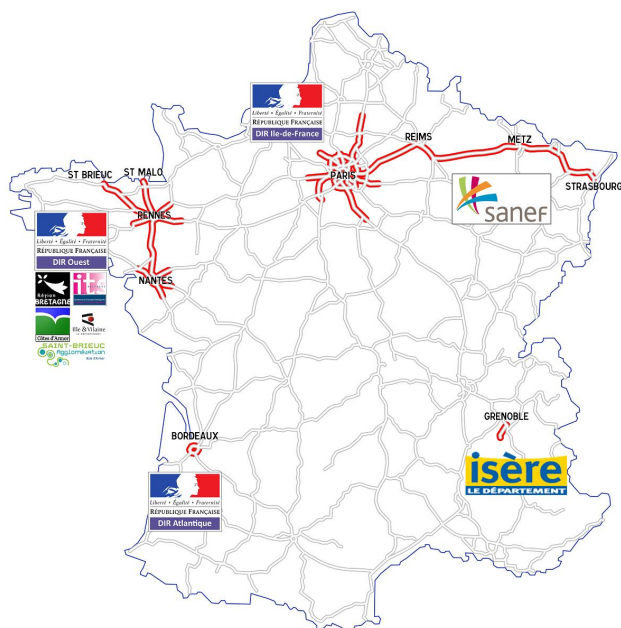 Liberté • Égalité • Fraternité
RÉPUBLIQUE FRANÇAISE
DIR Ile-de-France
REIMS
METZ
PARIS
STRASBOURG
sanef
ST BRIEUC
ST MALO
RENNES
Liberté • Égalité • Fraternité
RÉPUBLIQUE FRANÇAISE
DIR Ouest
Région
BRETAGNE
its
NANTES
Côtes d'Armor
Ille & Vilaine
SAINT-BRIEUC
Agglomération
BORDEAUX
Liberté • Égalité • Fraternité
RÉPUBLIQUE FRANÇAISE
DIR Atlantique
GRENOBLE
isère
LE DÉPARTEMENT